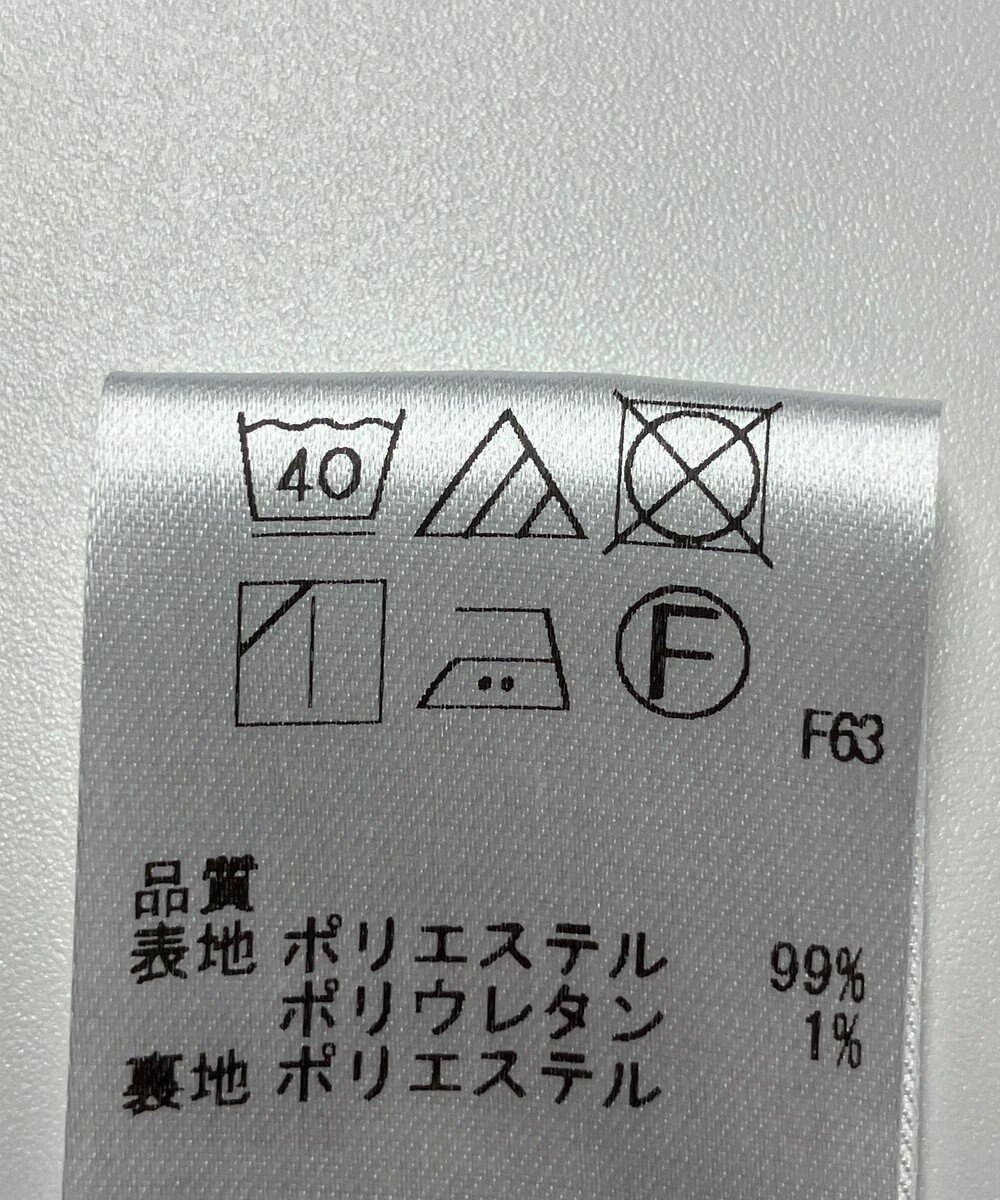 40
F
F63
品質
表地 ポリエステル 99%
ポリウレタン 1%
裏地 ポリエステル